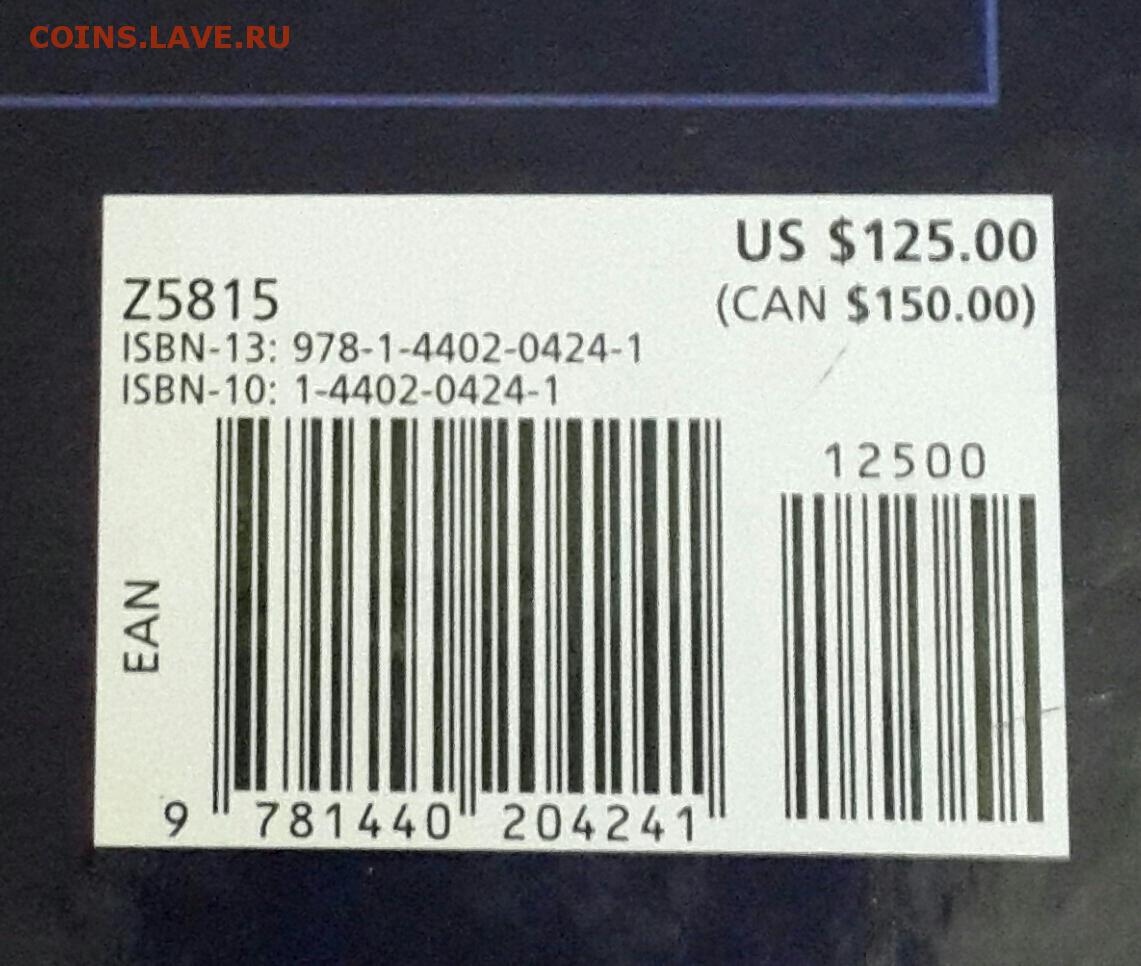 COINS.LAVE.RU
US $125.00
(CAN $150.00)
Z5815
ISBN-13: 978-1-4402-0424-1
ISBN-10: 1-4402-0424-1
12500
EAN
9 781440 204241